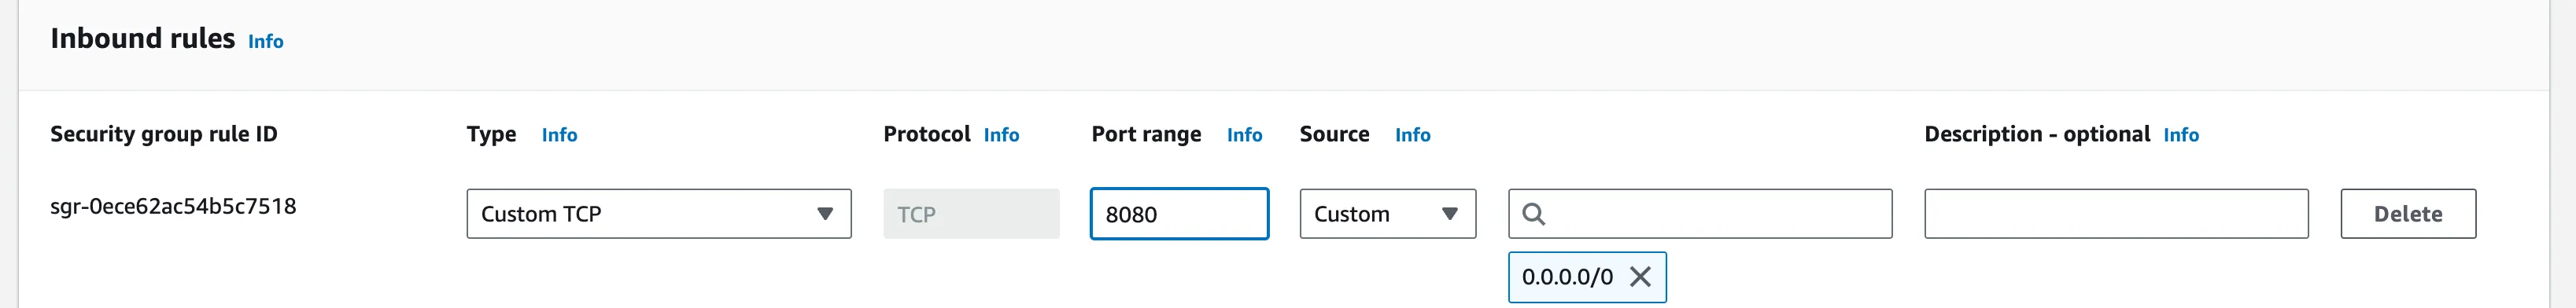 Inbound rules Info
Security group rule ID Type Info Protocol Info Port range Info Source Info Description - optional Info
sgr-0ece62ac54b5c7518 Custom TCP TCP 8080 Custom Delete
0.0.0.0/0